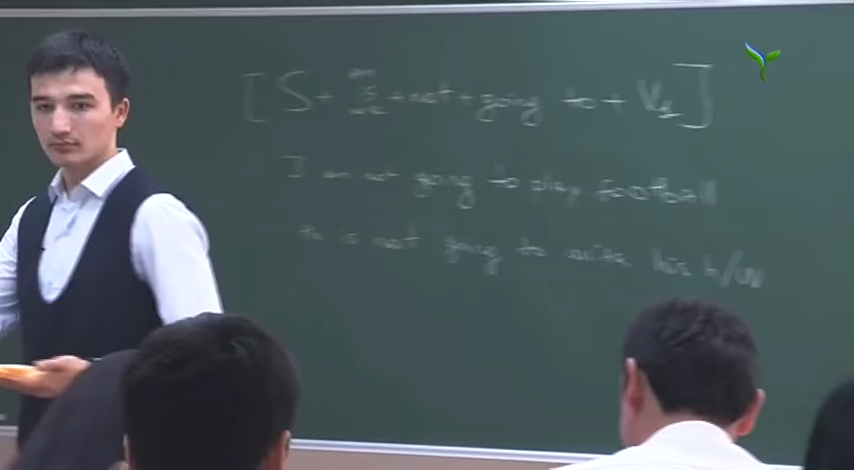 [S + am is are + not + going to + V1]
I am not going to play football
He is not going to write his h/w